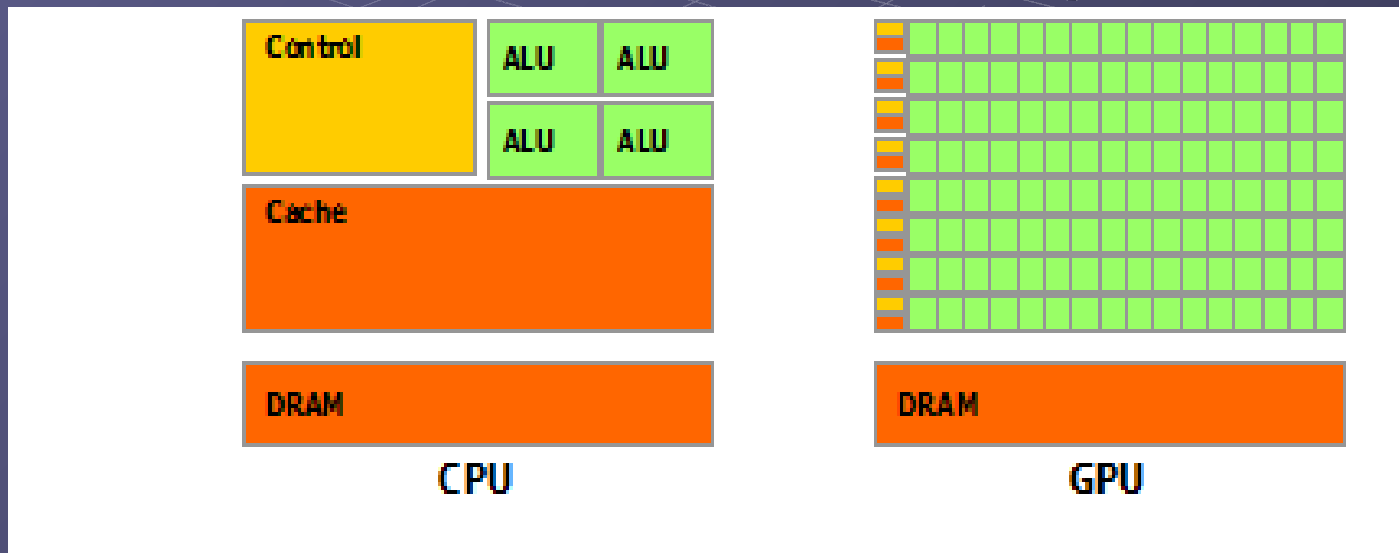 Control
ALU ALU
ALU ALU
Cache
DRAM
CPU
DRAM
GPU